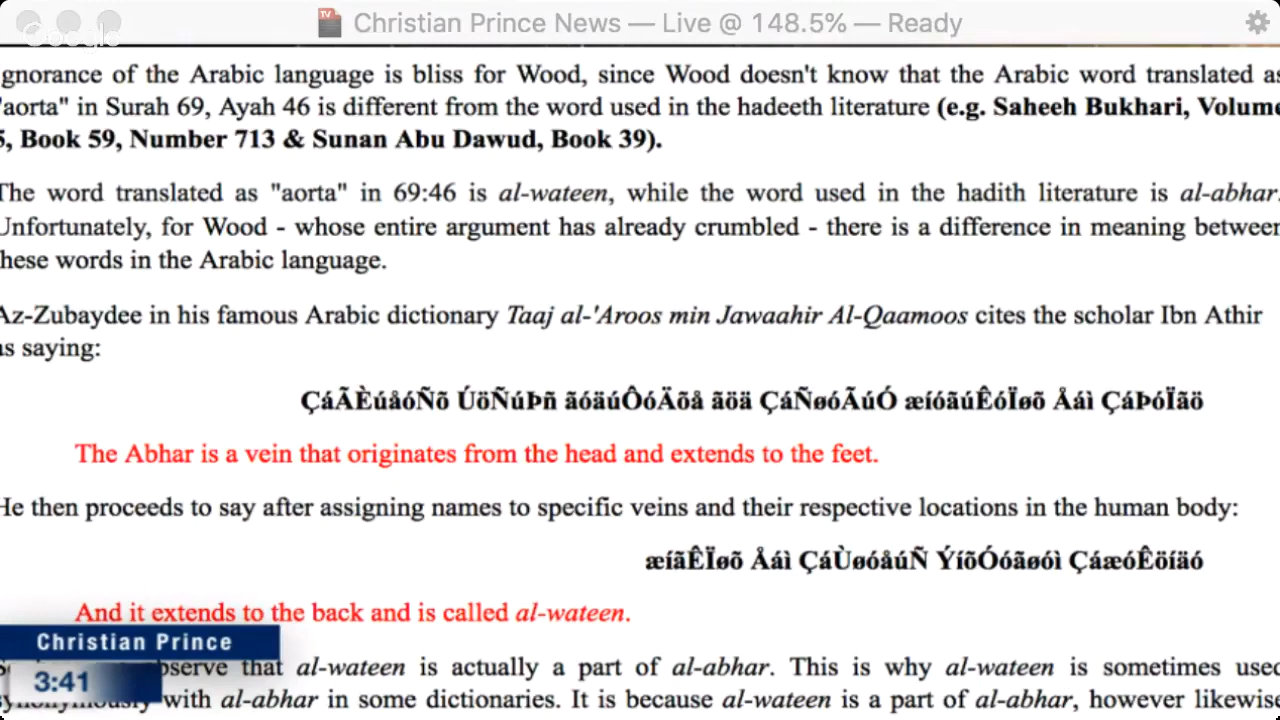 Christian Prince News — Live @ 148.5% — Ready
Google
gnorance of the Arabic language is bliss for Wood, since Wood doesn't know that the Arabic word translated as
"aorta" in Surah 69, Ayah 46 is different from the word used in the hadeeth literature (e.g. Saheeh Bukhari, Volume
5, Book 59, Number 713 & Sunan Abu Dawud, Book 39).
The word translated as "aorta" in 69:46 is al-wateen, while the word used in the hadith literature is al-abhar.
Unfortunately, for Wood - whose entire argument has already crumbled - there is a difference in meaning between
these words in the Arabic language.
Az-Zubaydee in his famous Arabic dictionary Taaj al-'Aroos min Jawaahir Al-Qaamoos cites the scholar Ibn Athir
as saying:
ÇáÃÈúåóÑõ ÚöÑúÞñ ãóäúÔóÄõå ãöä ÇáÑøóÃúÓ æíóãúÊóÏøõ Åáì ÇáÞóÏãö
The Abhar is a vein that originates from the head and extends to the feet.
He then proceeds to say after assigning names to specific veins and their respective locations in the human body:
æíãÊÏøõ Åáì ÇáÙøóåúÑ ÝíõÓóãøóì ÇáæóÊöíäó
And it extends to the back and is called al-wateen.
Christian Prince
observe that al-wateen is actually a part of al-abhar. This is why al-wateen is sometimes used
3:41
synonymously with al-abhar in some dictionaries. It is because al-wateen is a part of al-abhar, however likewise